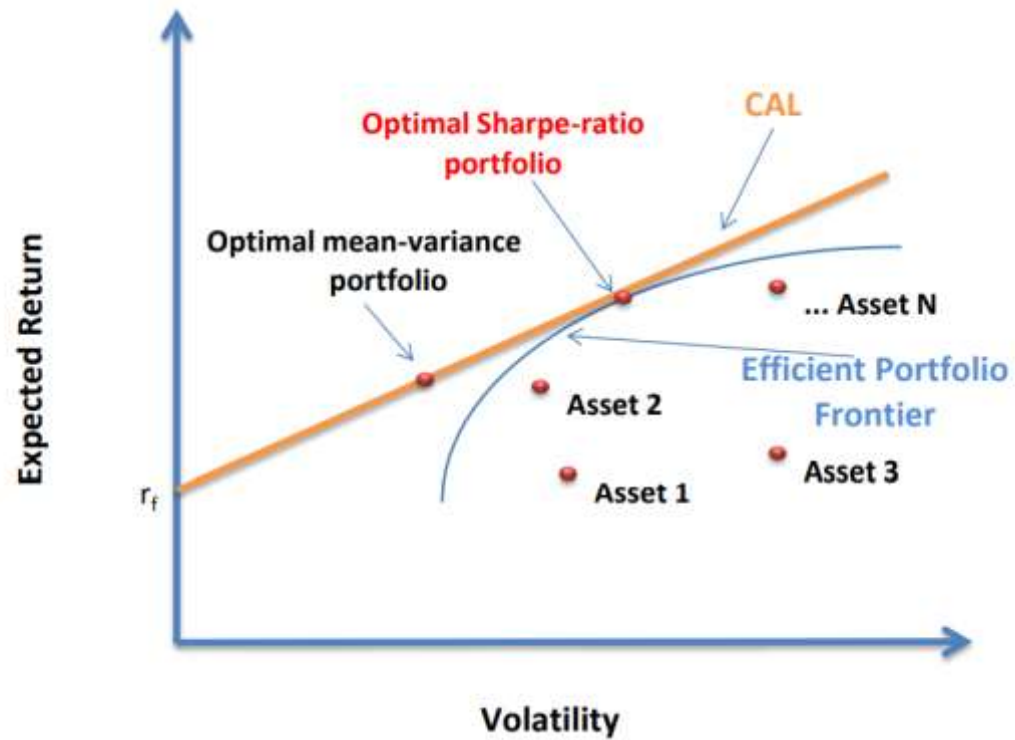 CAL
Optimal Sharpe-ratio
portfolio
Optimal mean-variance
portfolio
... Asset N
Efficient Portfolio
Frontier
Asset 2
Asset 3
Asset 1
rf
Expected Return
Volatility